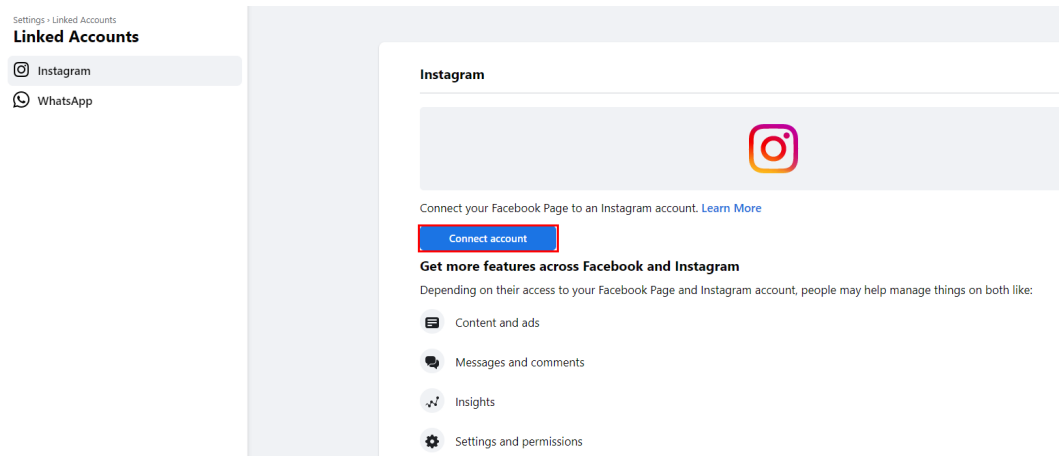 Settings › Linked Accounts
Linked Accounts
Instagram
WhatsApp
Instagram
Connect your Facebook Page to an Instagram account. Learn More
Connect account
Get more features across Facebook and Instagram
Depending on their access to your Facebook Page and Instagram account, people may help manage things on both like:
Content and ads
Messages and comments
Insights
Settings and permissions